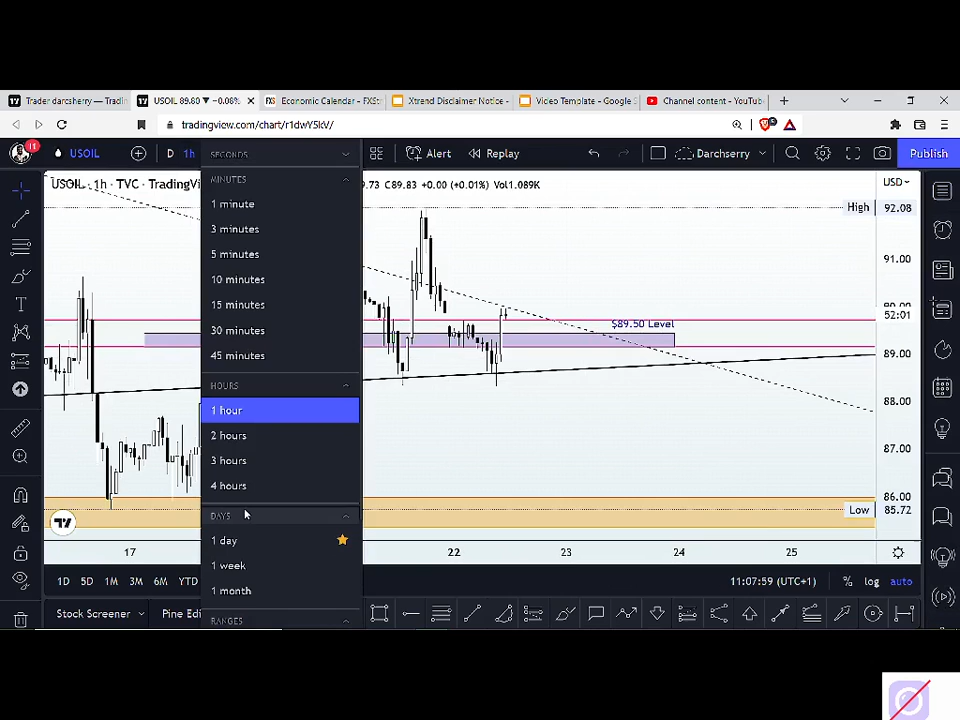 Trader darcsherry — Tradin
USOIL 89.80 ▼ −0.08%
Economic Calendar - FXStr
Xtrend Disclaimer Notice -
Video Template - Google S
Channel content - YouTub
tradingview.com/chart/r1dwY5kV/
11
USOIL
D
1h
SECONDS
Alert
Replay
Darchserry
Publish
USOIL · 1h · TVC · TradingVi
9.73 C89.83 +0.00 (+0.01%) Vol1.089K
USD
MINUTES
1 minute
3 minutes
5 minutes
10 minutes
15 minutes
30 minutes
45 minutes
HOURS
1 hour
2 hours
3 hours
4 hours
DAYS
1 day
1 week
1 month
RANGES
High 92.08
91.00
52:01
$89.50 Level
89.00
88.00
87.00
86.00
Low 85.72
17
22
23
24
25
1D 5D 1M 3M 6M YTD
11:07:59 (UTC+1)
% log auto
Stock Screener
Pine Edi